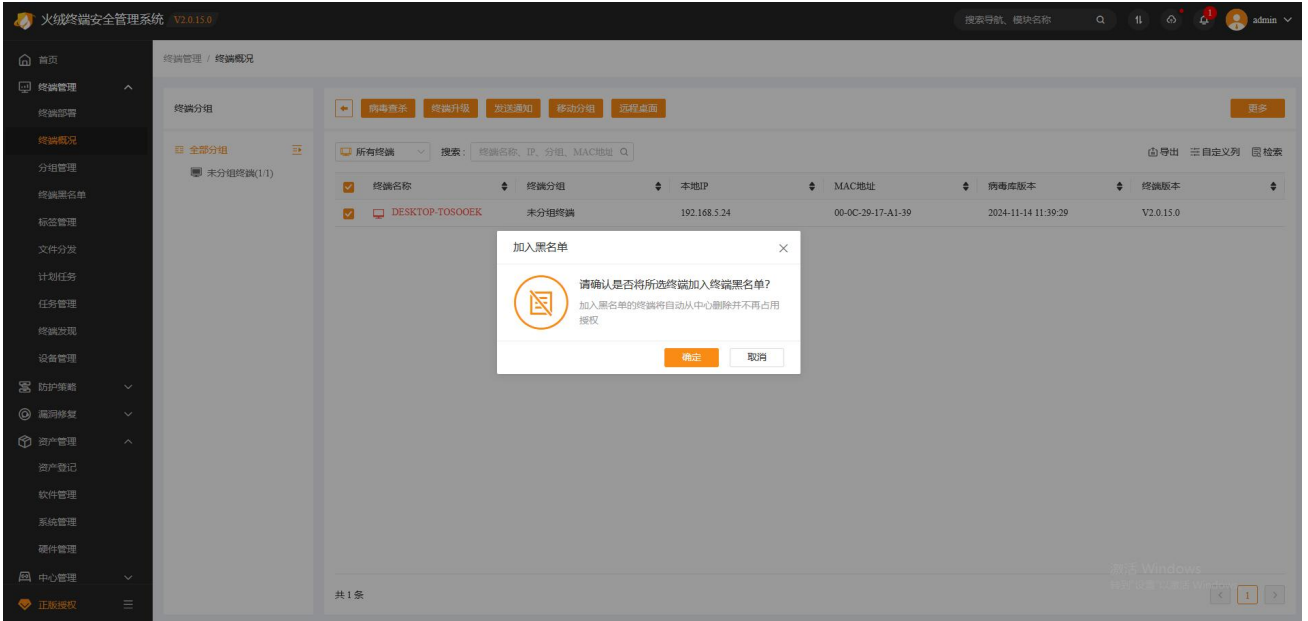 火绒终端安全管理系统 V2.0.15.0
搜索导航、模块名称
1
admin
首页
终端管理
终端部署
终端概况
分组管理
终端黑名单
标签管理
文件分发
计划任务
任务管理
终端发现
设备管理
防护策略
漏洞修复
资产管理
资产登记
软件管理
系统管理
硬件管理
中心管理
正版授权
终端管理 / 终端概况
终端分组
全部分组
未分组终端(1/1)
病毒查杀 终端升级 发送通知 移动分组 远程桌面 更多
所有终端 搜索: 终端名称、IP、分组、MAC地址
导出 自定义列 检索
终端名称 终端分组 本地IP MAC地址 病毒库版本 终端版本
DESKTOP-TOSOOEK 未分组终端 192.168.5.24 00-0C-29-17-A1-39 2024-11-14 11:39:29 V2.0.15.0
加入黑名单
请确认是否将所选终端加入终端黑名单?
加入黑名单的终端将自动从中心删除并不再占用
授权
确定 取消
共1条
激活 Windows
1